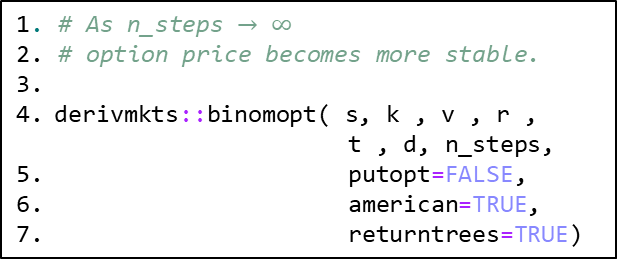 1. # As n_steps → ∞
2. # option price becomes more stable.
3.
4. derivmkts::binomopt( s, k , v , r ,
t , d, n_steps,
5. putopt=FALSE,
6. american=TRUE,
7. returntrees=TRUE)